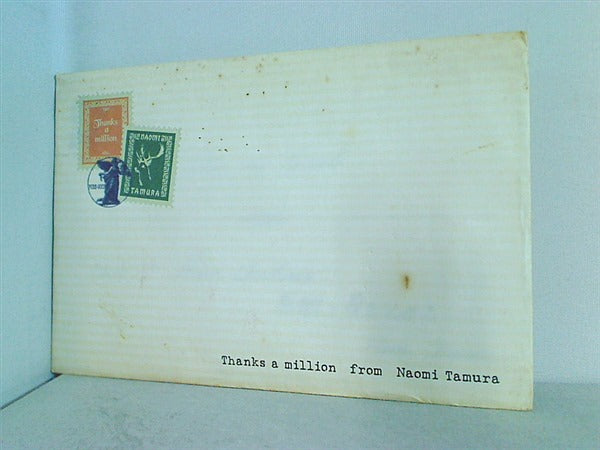 Thanks
a
million
NAOMI
TAMURA
Thanks a million from Naomi Tamura